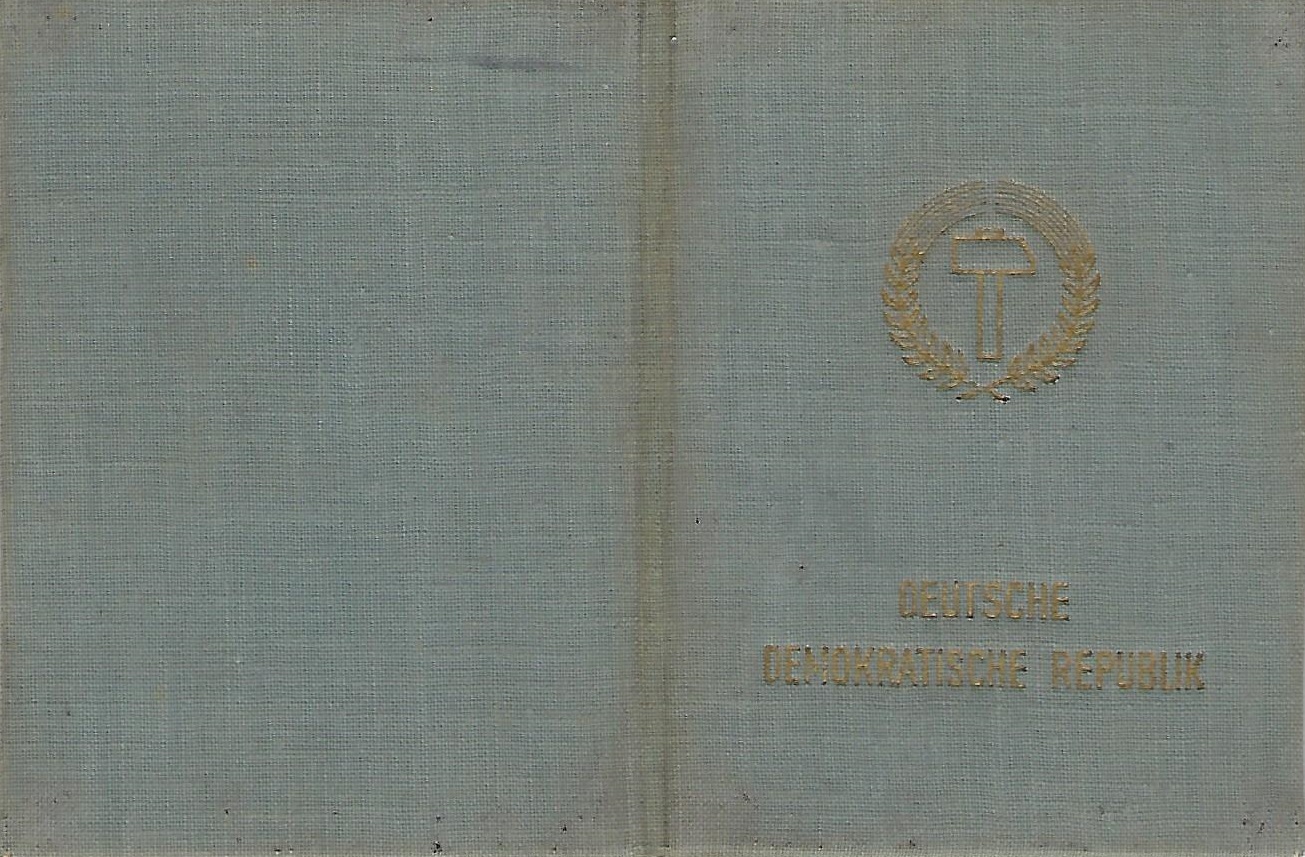 DEUTSCHE
DEMOKRATISCHE REPUBLIK